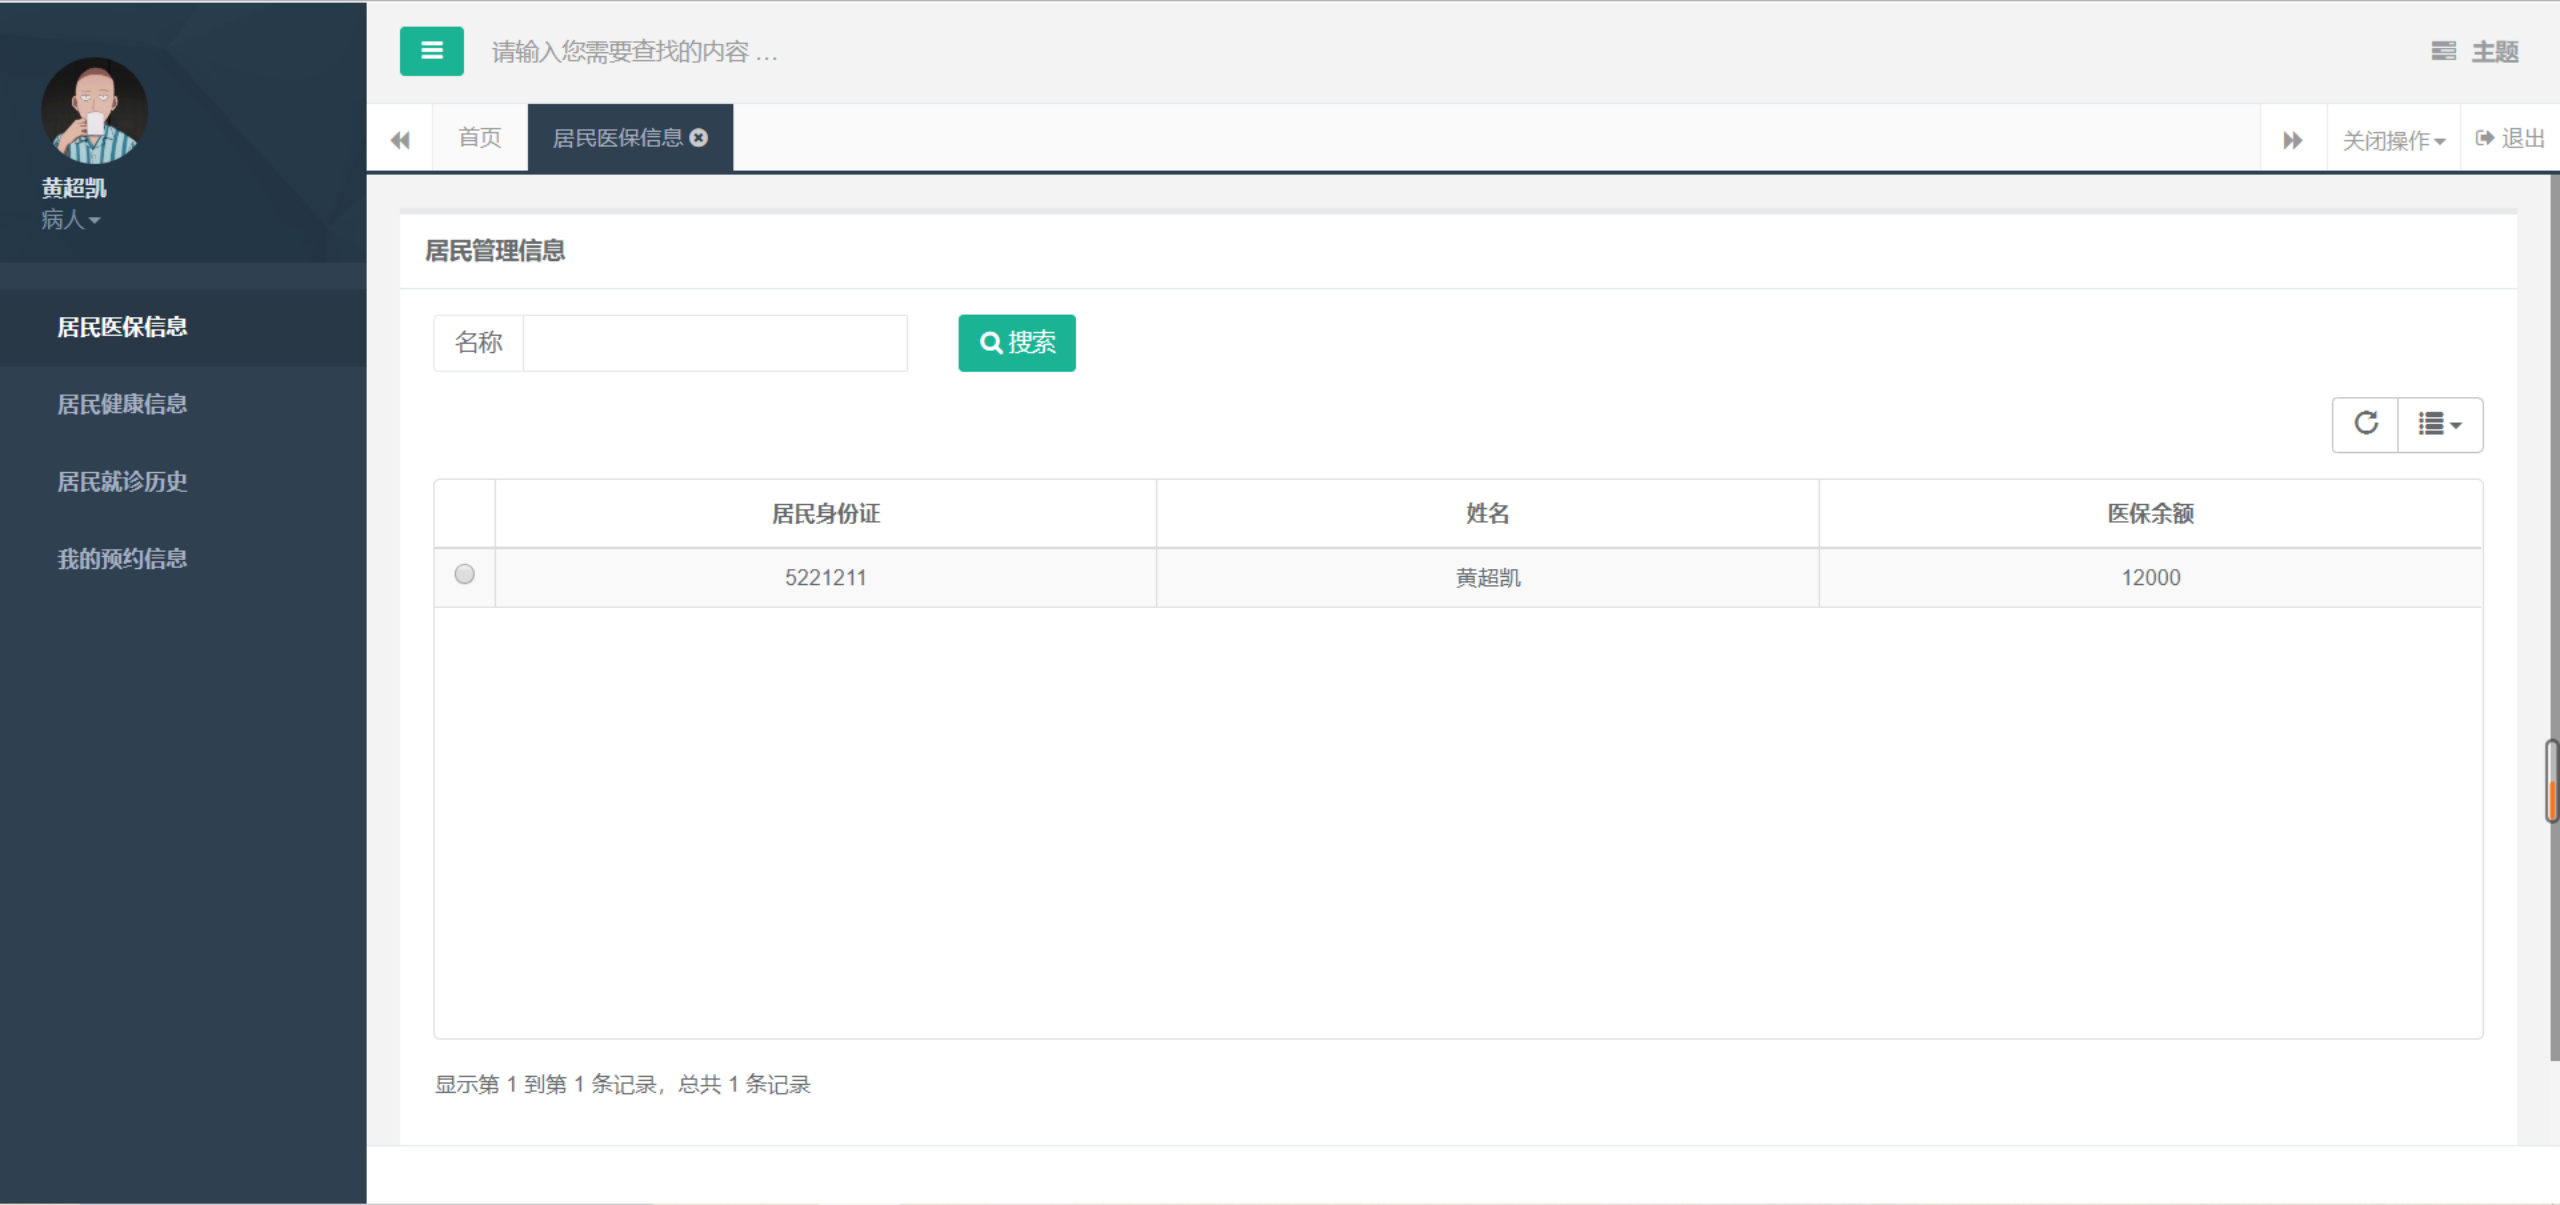 请输入您需要查找的内容 …
主题
首页
居民医保信息
关闭操作
退出
黄超凯
病人
居民医保信息
居民健康信息
居民就诊历史
我的预约信息
居民管理信息
名称
搜索
居民身份证 姓名 医保余额
5221211 黄超凯 12000
显示第 1 到第 1 条记录，总共 1 条记录